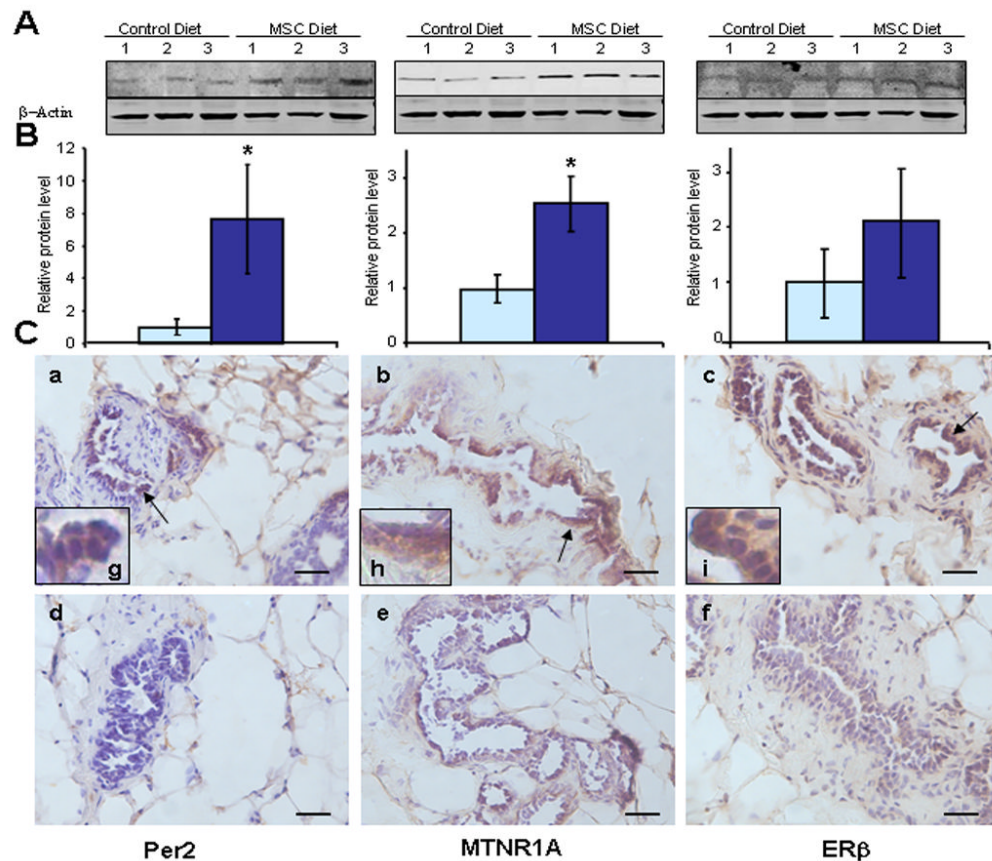 A
Control Diet MSC Diet Control Diet MSC Diet Control Diet MSC Diet
1 2 3 1 2 3 1 2 3 1 2 3 1 2 3 1 2 3
β–Actin
B
Relative protein level
12
10
8
6
4
2
0
*
Relative protein level
3
2
1
0
*
Relative protein level
3
2
1
0
C
a b c
g h i
d e f
Per2 MTNR1A ERβ